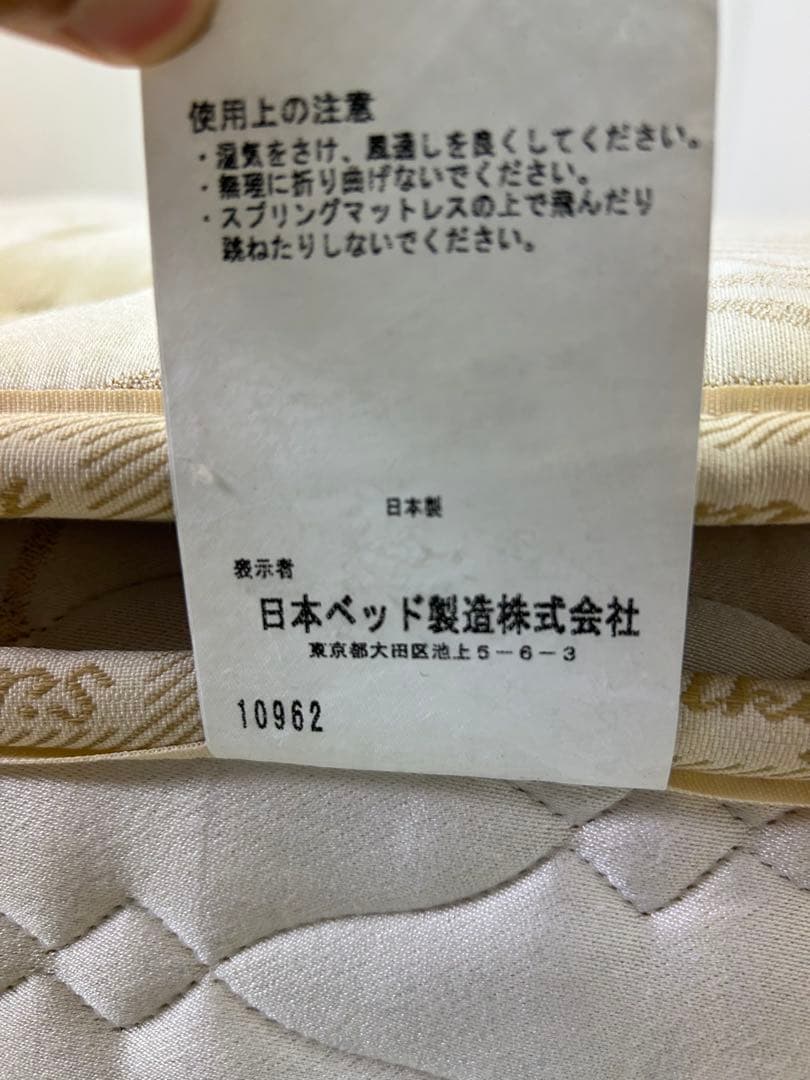 使用上の注意
・湿気をさけ、風通しを良くしてください。
・無理に折り曲げないでください。
・スプリングマットレスの上で飛んだり
跳ねたりしないでください。
日本製
表示者
日本ベッド製造株式会社
東京都大田区池上5-6-3
10962